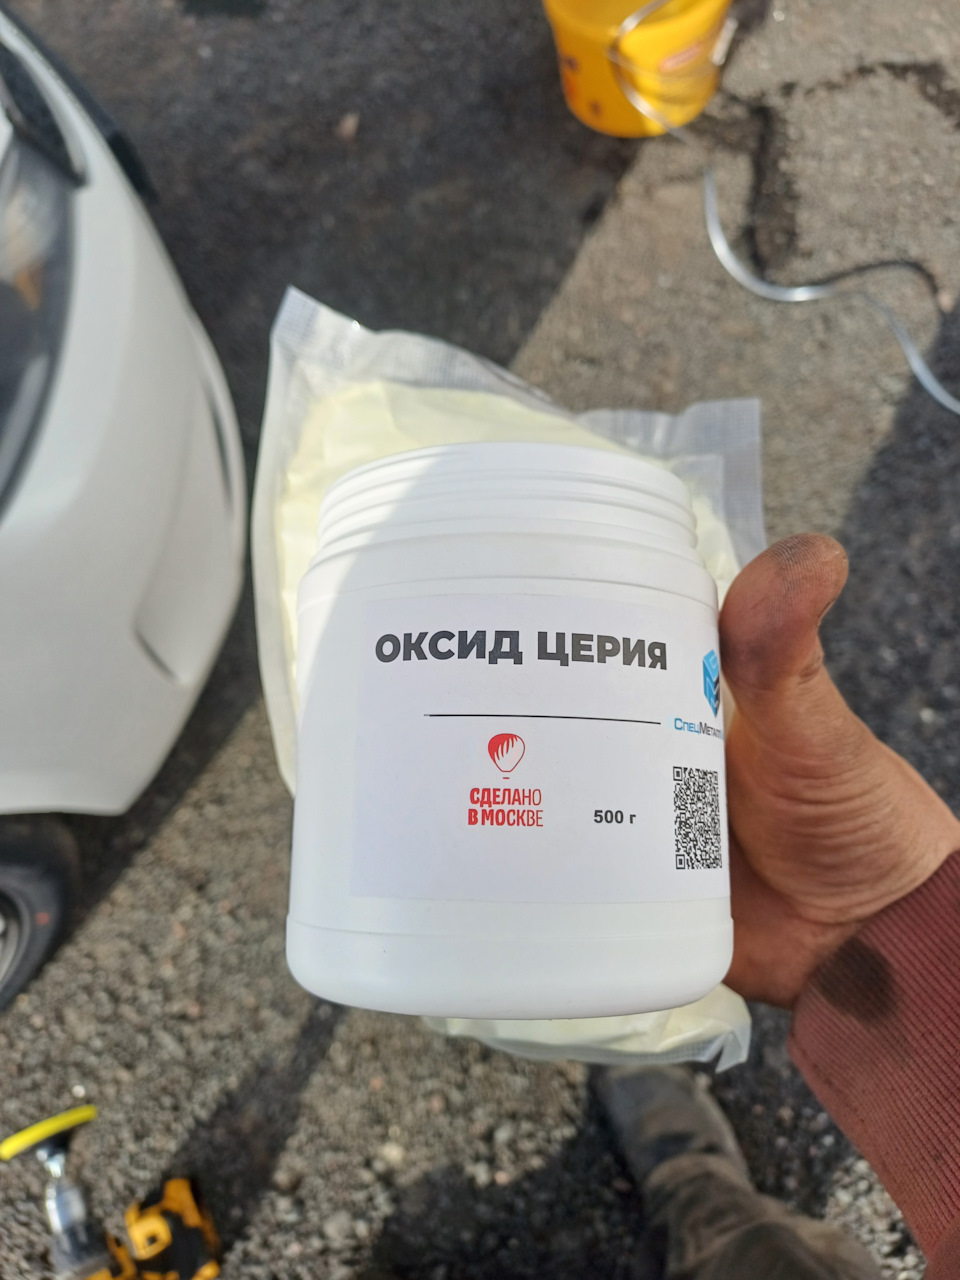 ОКСИД ЦЕРИЯ
СДЕЛАНО
В МОСКВЕ
500 г